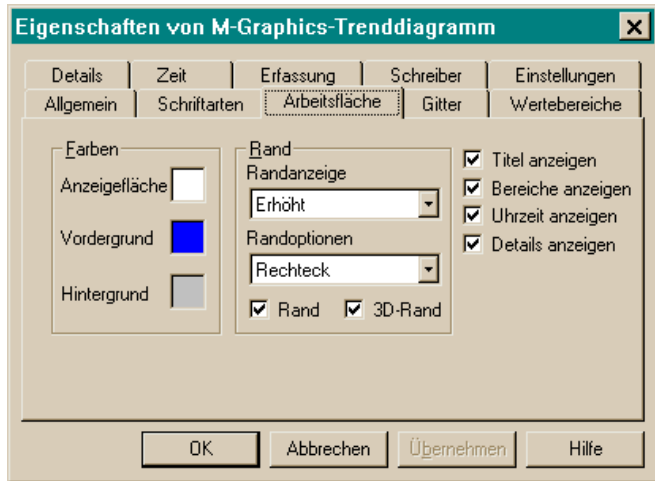 Eigenschaften von M-Graphics-Trenddiagramm
Details Zeit Erfassung Schreiber Einstellungen
Allgemein Schriftarten Arbeitsfläche Gitter Wertebereiche
Farben
Anzeigefläche
Vordergrund
Hintergrund
Rand
Randanzeige
Erhöht
Randoptionen
Rechteck
Rand 3D-Rand
Titel anzeigen
Bereiche anzeigen
Uhrzeit anzeigen
Details anzeigen
OK Abbrechen Übernehmen Hilfe